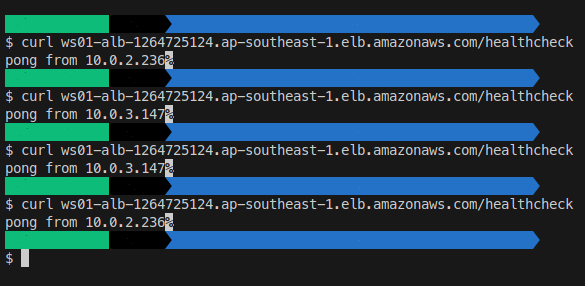 $ curl ws01-alb-1264725124.ap-southeast-1.elb.amazonaws.com/healthcheck
pong from 10.0.2.236%
$ curl ws01-alb-1264725124.ap-southeast-1.elb.amazonaws.com/healthcheck
pong from 10.0.3.147%
$ curl ws01-alb-1264725124.ap-southeast-1.elb.amazonaws.com/healthcheck
pong from 10.0.3.147%
$ curl ws01-alb-1264725124.ap-southeast-1.elb.amazonaws.com/healthcheck
pong from 10.0.2.236%
$